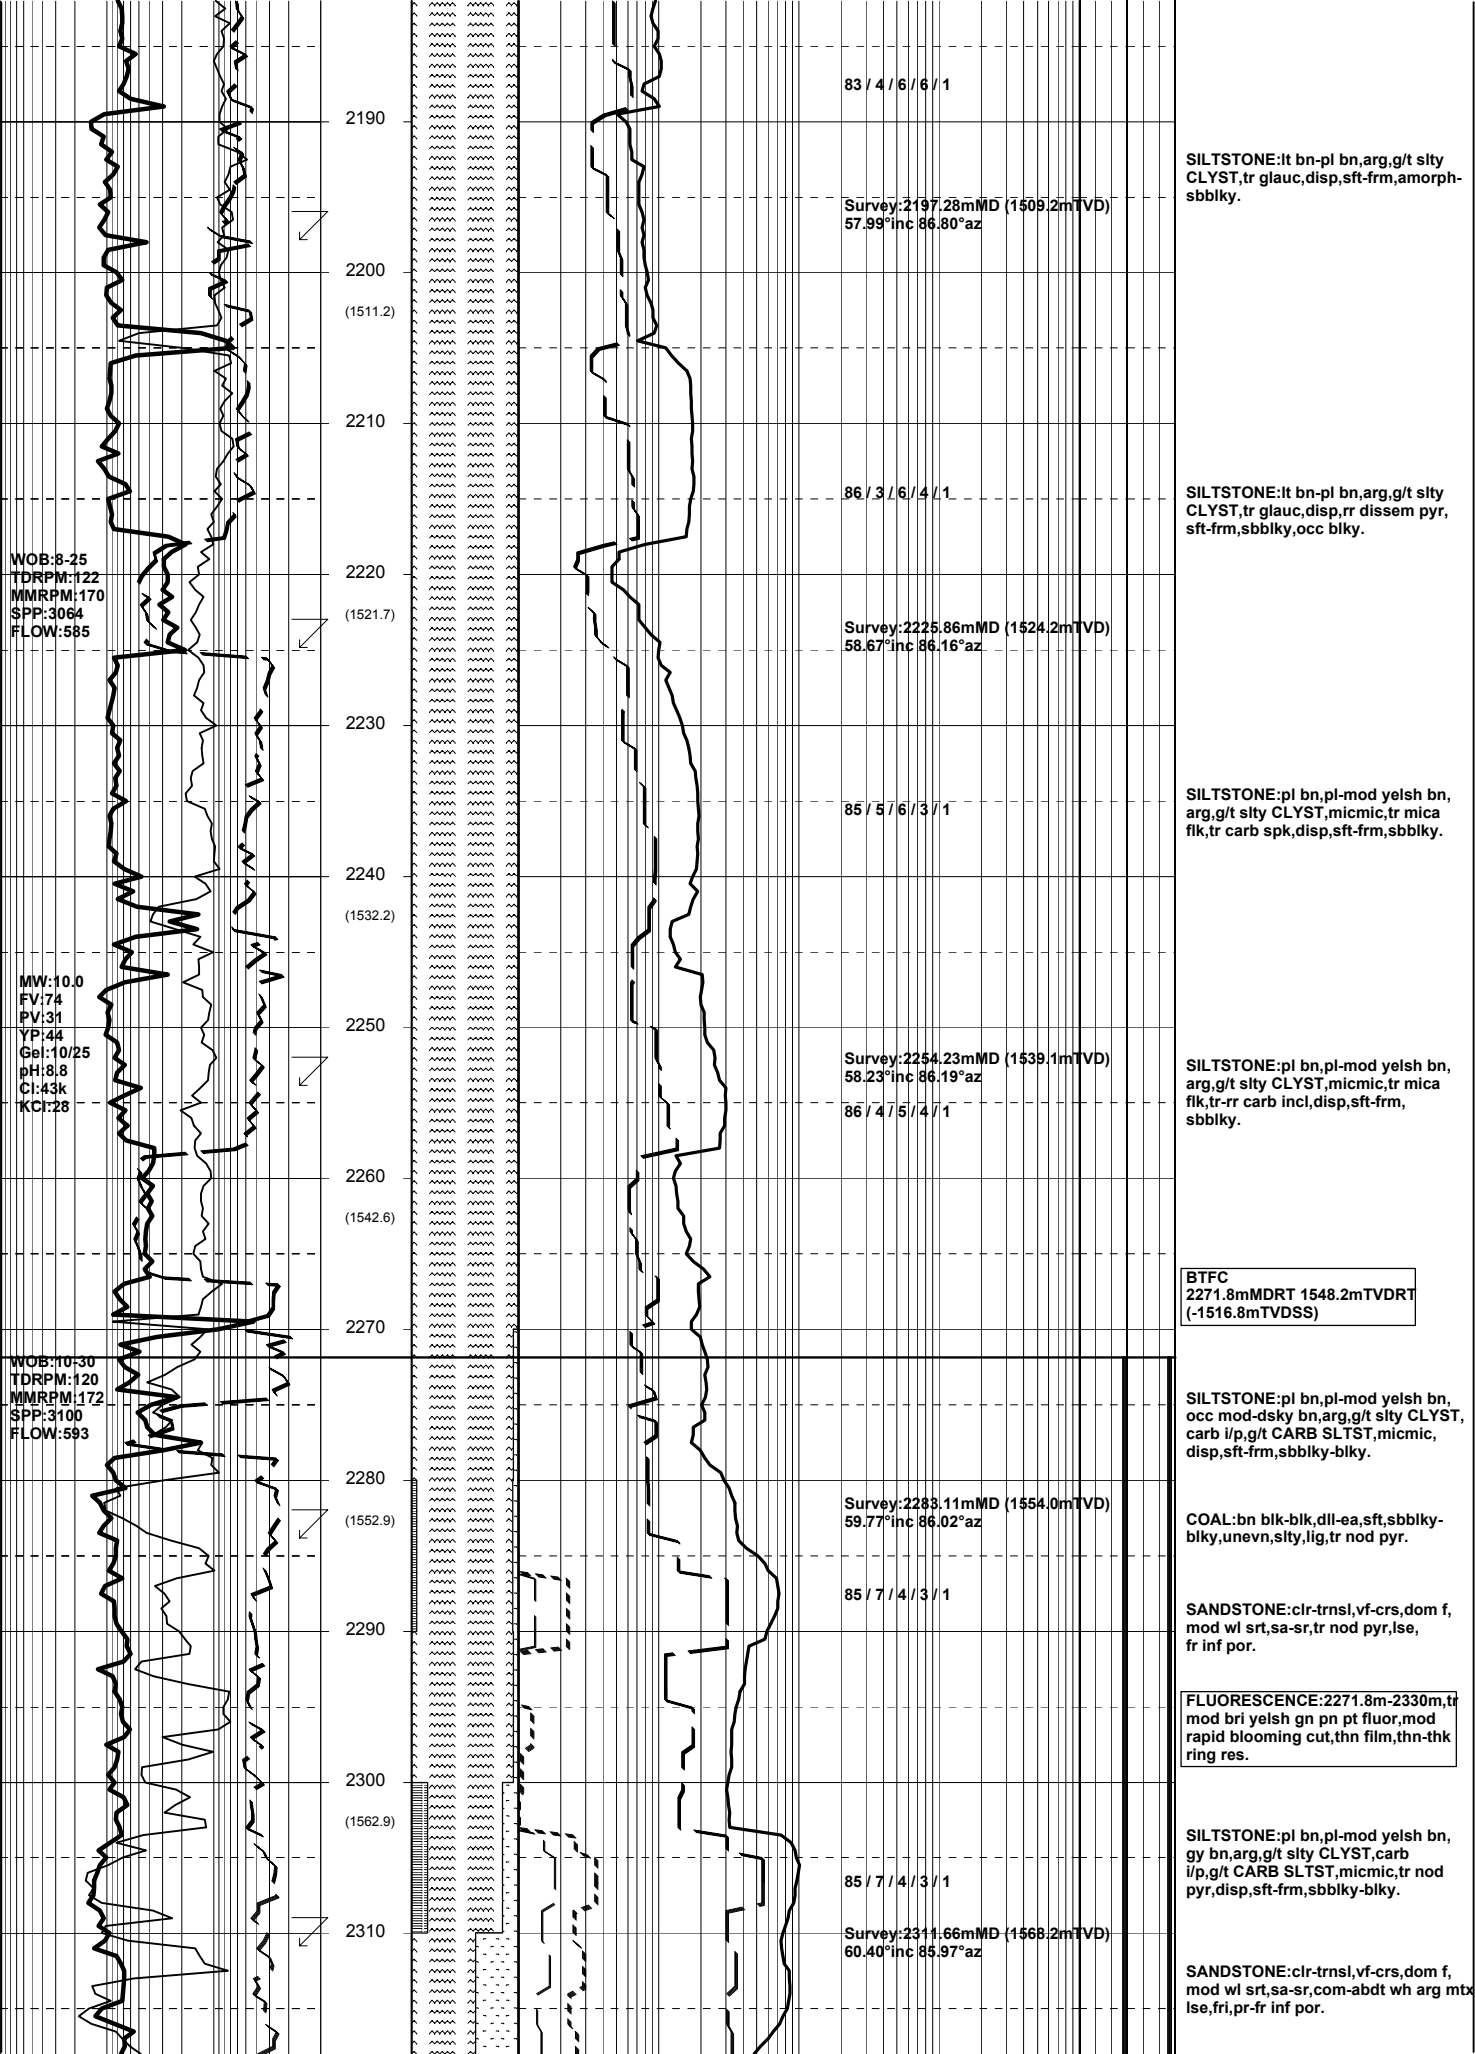 83 / 4 / 6 / 6 / 1
2190
SILTSTONE:lt bn-pl bn,arg,g/t slty
CLYST,tr glauc,disp,sft-frm,amorph-
sbblky.
Survey:2197.28mMD (1509.2mTVD)
57.99°inc 86.80°az
2200
(1511.2)
2210
86 / 3 / 6 / 4 / 1
SILTSTONE:lt bn-pl bn,arg,g/t slty
CLYST,tr glauc,disp,rr dissem pyr,
sft-frm,sbblky,occ blky.
WOB:8-25
TDRPM:122
MMRPM:170
SPP:3064
FLOW:585
2220
(1521.7)
Survey:2225.86mMD (1524.2mTVD)
58.67°inc 86.16°az
2230
85 / 5 / 6 / 3 / 1
SILTSTONE:pl bn,pl-mod yelsh bn,
arg,g/t slty CLYST,micmic,tr mica
flk,tr carb spk,disp,sft-frm,sbblky.
2240
(1532.2)
MW:10.0
FV:74
PV:31
YP:44
Gel:10/25
pH:8.8
Cl:43k
KCl:28
2250
Survey:2254.23mMD (1539.1mTVD)
58.23°inc 86.19°az
86 / 4 / 5 / 4 / 1
SILTSTONE:pl bn,pl-mod yelsh bn,
arg,g/t slty CLYST,micmic,tr mica
flk,tr-rr carb incl,disp,sft-frm,
sbblky.
2260
(1542.6)
BTFC
2271.8mMDRT 1548.2mTVDRT
(-1516.8mTVDSS)
2270
WOB:10-30
TDRPM:120
MMRPM:172
SPP:3100
FLOW:593
SILTSTONE:pl bn,pl-mod yelsh bn,
occ mod-dsky bn,arg,g/t slty CLYST,
carb i/p,g/t CARB SLTST,micmic,
disp,sft-frm,sbblky-blky.
2280
(1552.9)
Survey:2283.11mMD (1554.0mTVD)
59.77°inc 86.02°az
COAL:bn blk-blk,dll-ea,sft,sbblky-
blky,unevn,slty,lig,tr nod pyr.
85 / 7 / 4 / 3 / 1
2290
SANDSTONE:clr-trnsl,vf-crs,dom f,
mod wl srt,sa-sr,tr nod pyr,lse,
fr inf por.
FLUORESCENCE:2271.8m-2330m,tr
mod bri yelsh gn pn pt fluor,mod
rapid blooming cut,thn film,thn-thk
ring res.
2300
(1562.9)
SILTSTONE:pl bn,pl-mod yelsh bn,
gy bn,arg,g/t slty CLYST,carb
i/p,g/t CARB SLTST,micmic,tr nod
pyr,disp,sft-frm,sbblky-blky.
85 / 7 / 4 / 3 / 1
2310
Survey:2311.66mMD (1568.2mTVD)
60.40°inc 85.97°az
SANDSTONE:clr-trnsl,vf-crs,dom f,
mod wl srt,sa-sr,com-abdt wh arg mtx
lse,fri,pr-fr inf por.